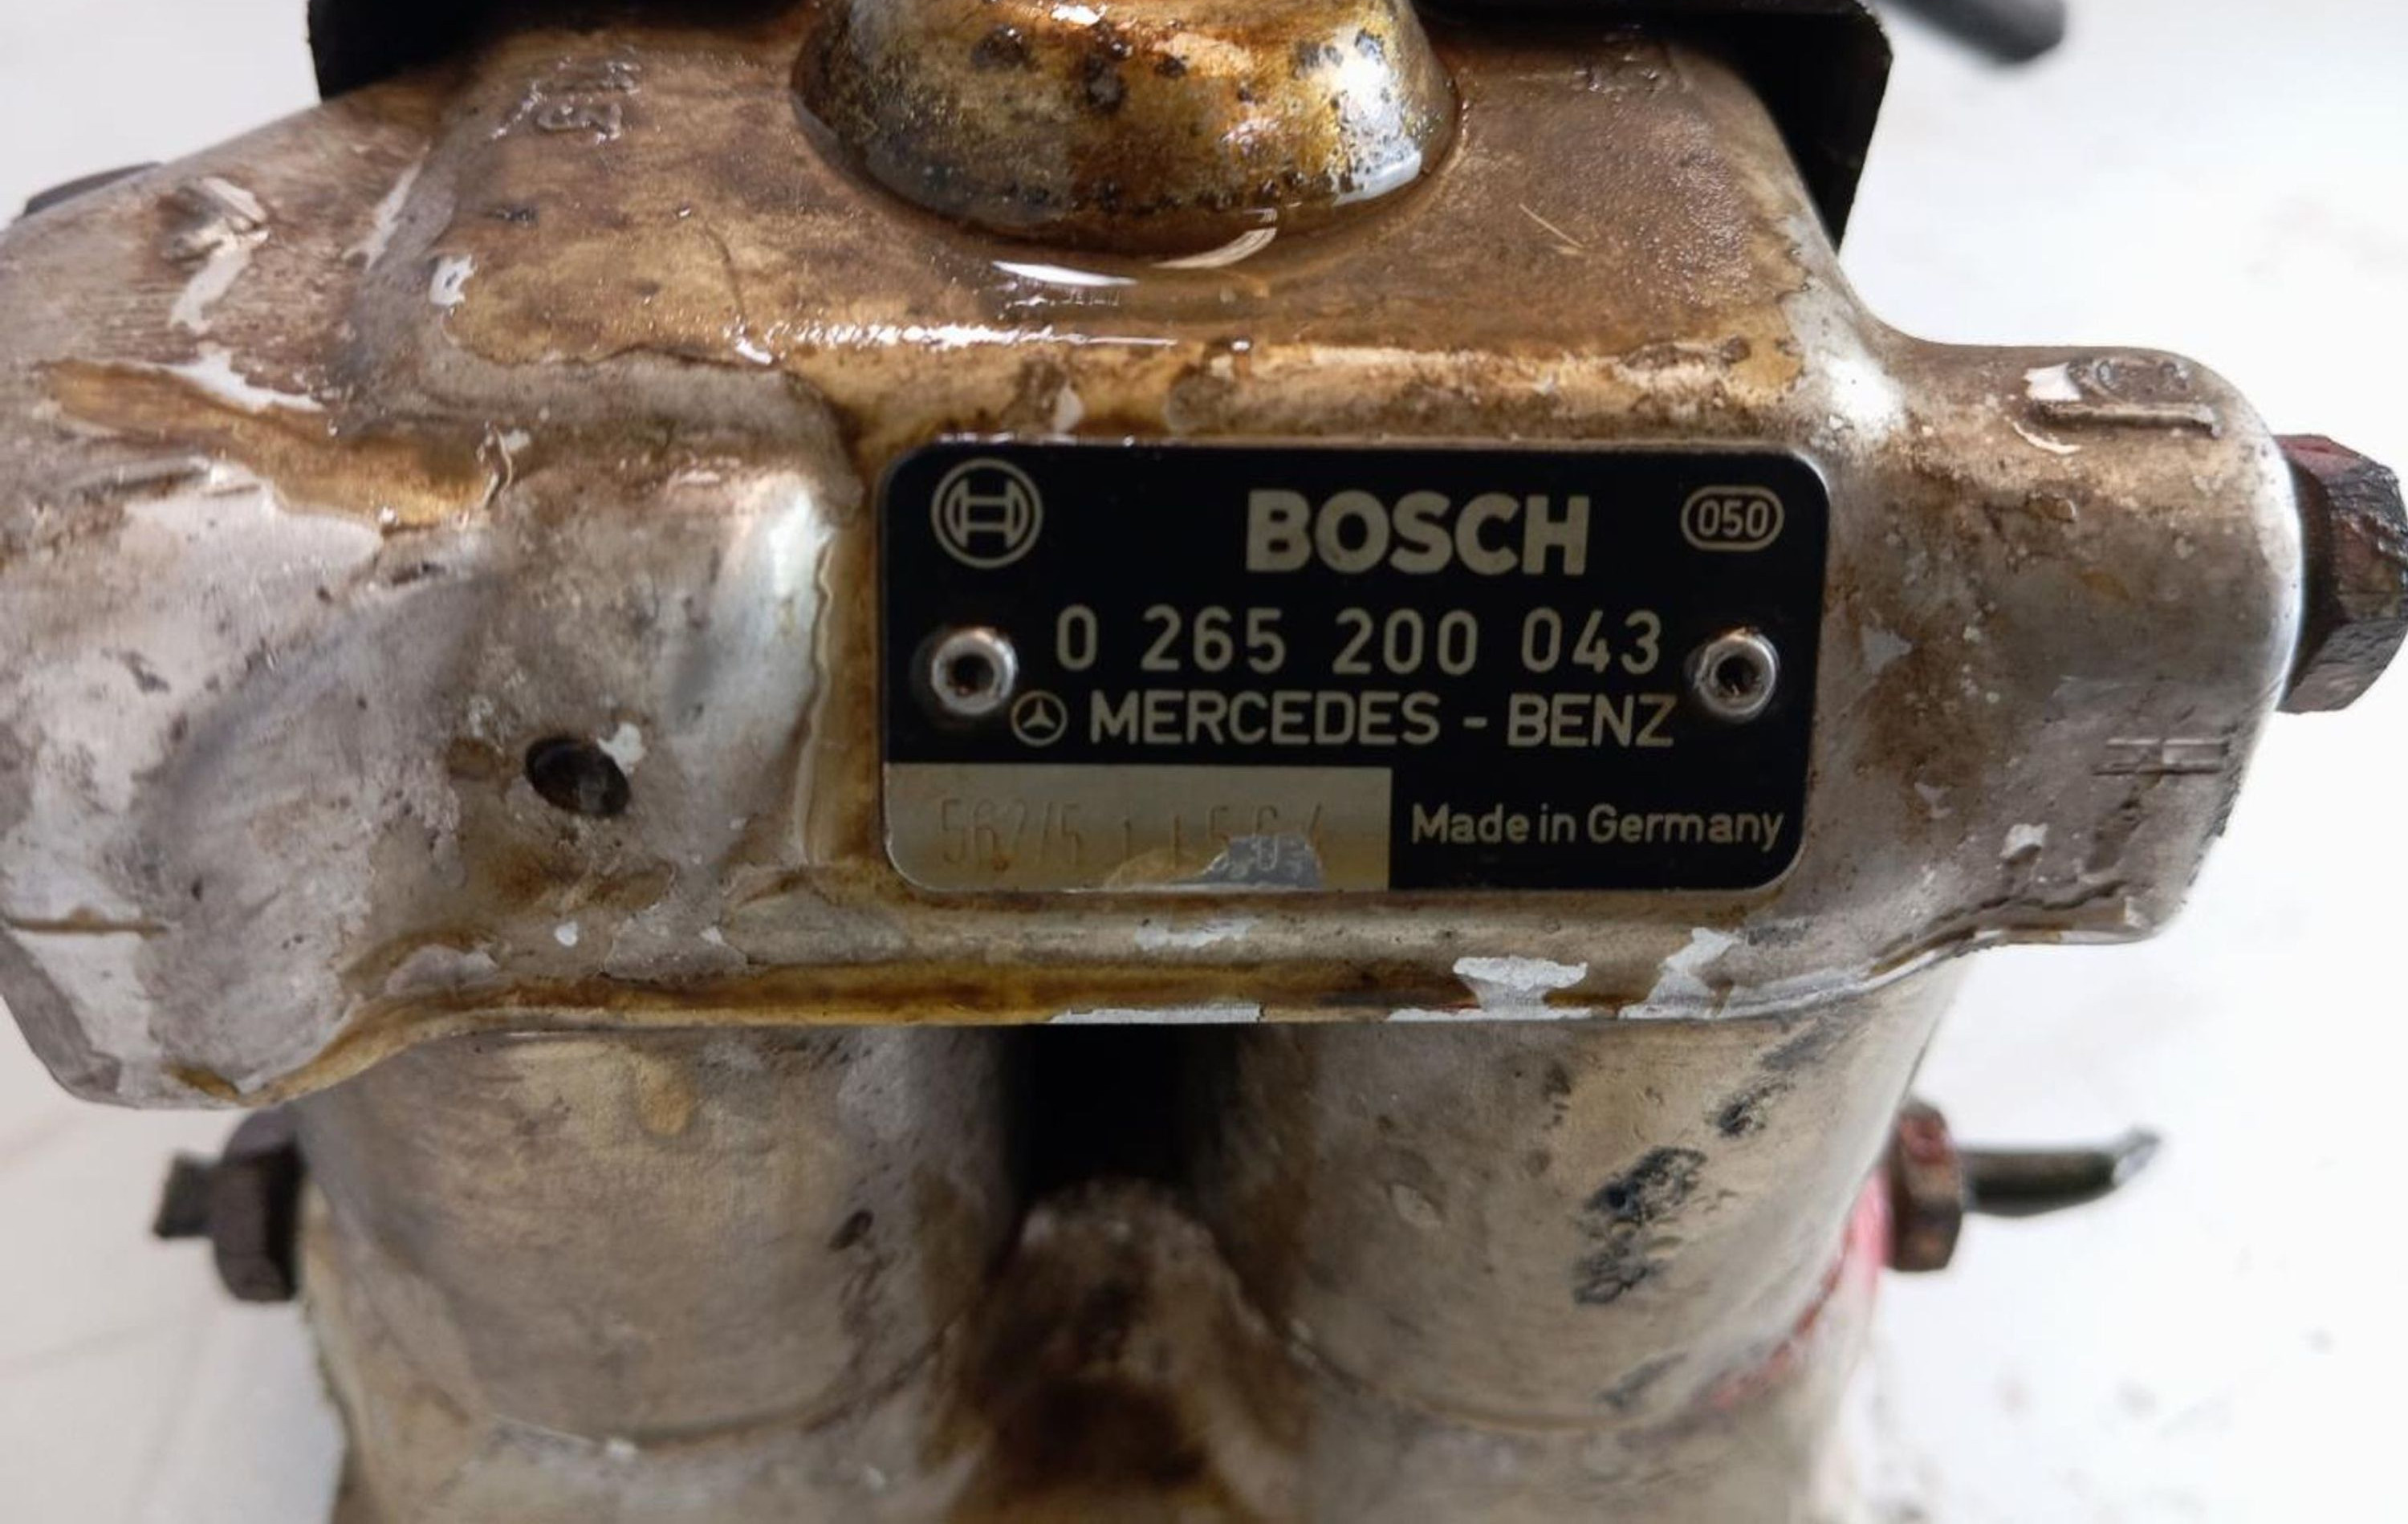 BOSCH 050
0 265 200 043
MERCEDES - BENZ
Made in Germany
H